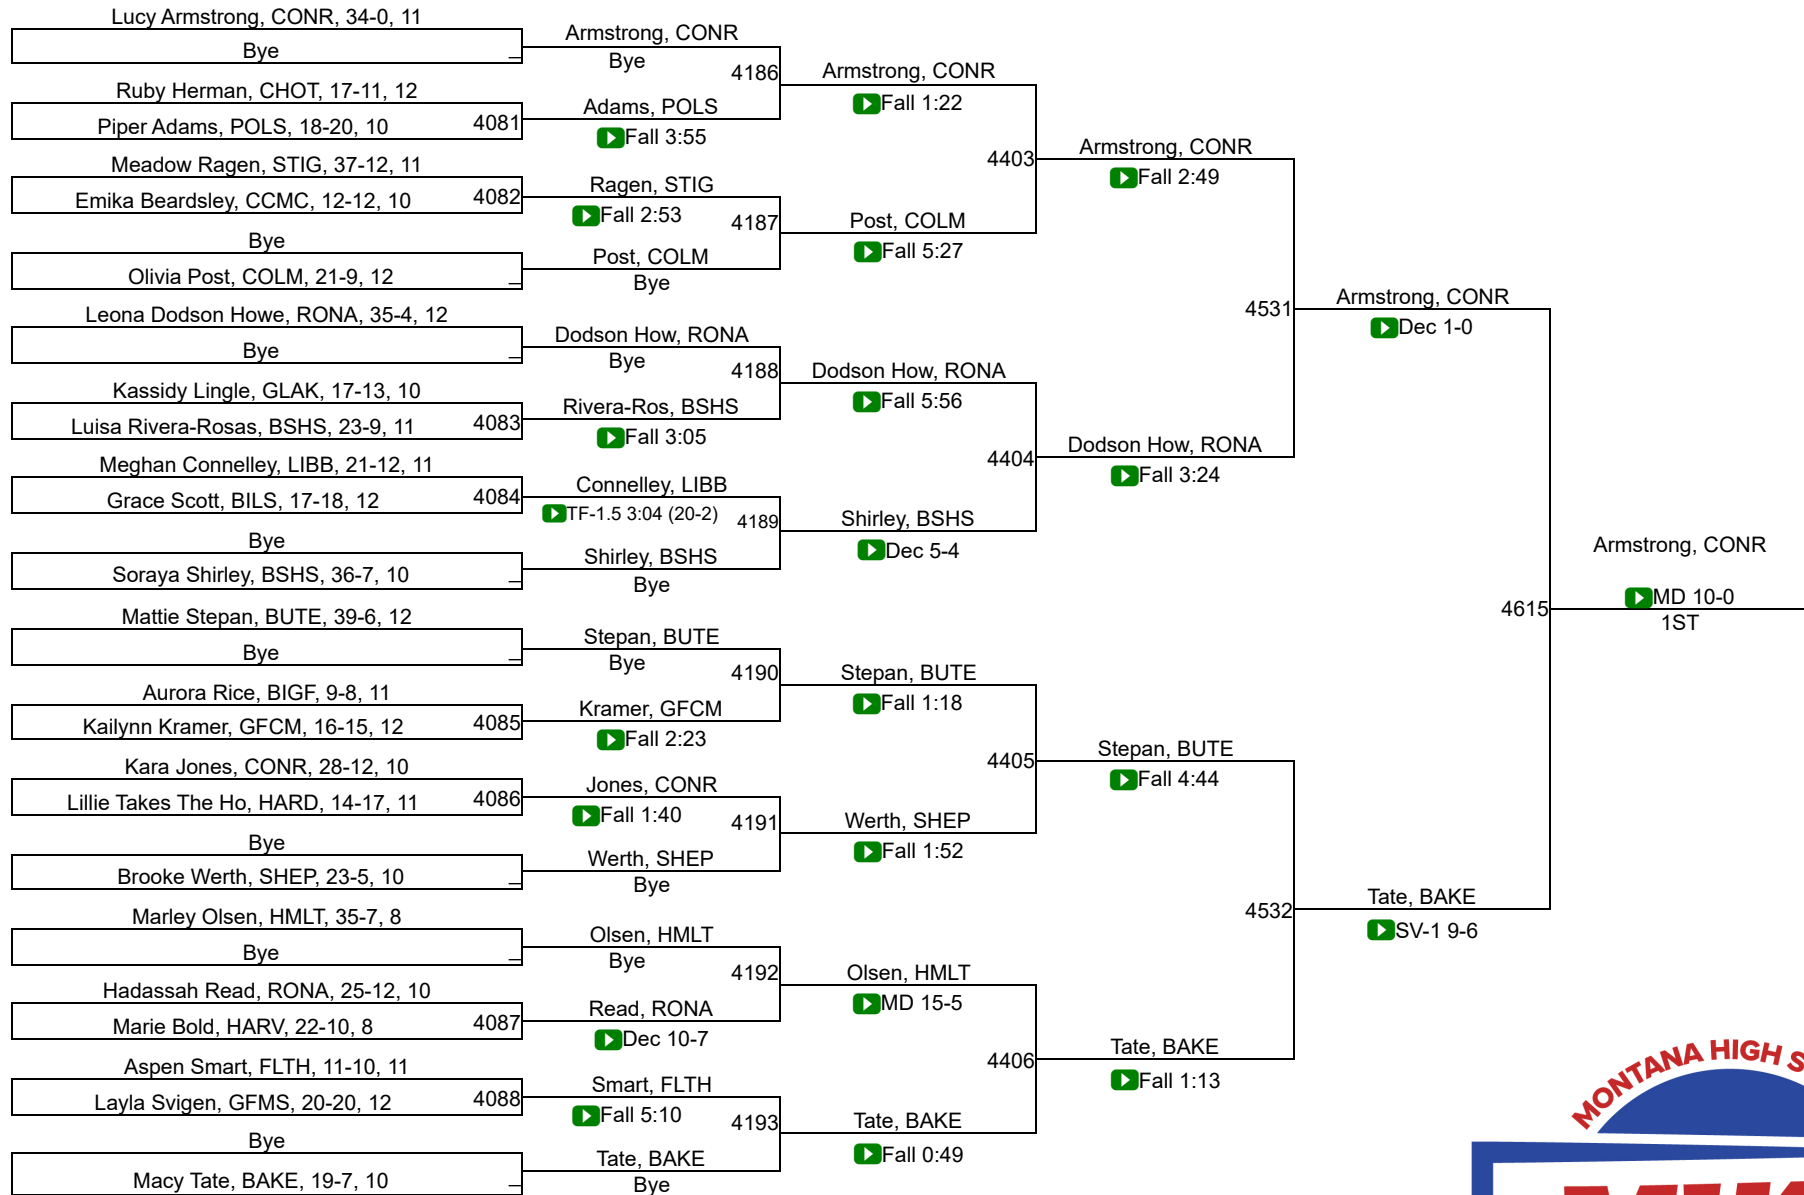 Lucy Armstrong, CONR, 34-0, 11
Bye
Armstrong, CONR
Bye
4186
Ruby Herman, CHOT, 17-11, 12
Piper Adams, POLS, 18-20, 10
4081
Adams, POLS
Fall 3:55
Armstrong, CONR
Fall 1:22
Meadow Ragen, STIG, 37-12, 11
Emika Beardsley, CCMC, 12-12, 10
4082
Ragen, STIG
Fall 2:53
4187
Bye
Olivia Post, COLM, 21-9, 12
Post, COLM
Bye
Post, COLM
Fall 5:27
4403
Armstrong, CONR
Fall 2:49
Leona Dodson Howe, RONA, 35-4, 12
Bye
Dodson How, RONA
Bye
4188
Kassidy Lingle, GLAK, 17-13, 10
Luisa Rivera-Rosas, BSHS, 23-9, 11
4083
Rivera-Ros, BSHS
Fall 3:05
Dodson How, RONA
Fall 5:56
Meghan Connelley, LIBB, 21-12, 11
Grace Scott, BILS, 17-18, 12
4084
Connelley, LIBB
TF-1.5 3:04 (20-2)
4189
Bye
Soraya Shirley, BSHS, 36-7, 10
Shirley, BSHS
Bye
Shirley, BSHS
Dec 5-4
4404
Dodson How, RONA
Fall 3:24
4531
Armstrong, CONR
Dec 1-0
Mattie Stepan, BUTE, 39-6, 12
Bye
Stepan, BUTE
Bye
4190
Aurora Rice, BIGF, 9-8, 11
Kailynn Kramer, GFCM, 16-15, 12
4085
Kramer, GFCM
Fall 2:23
Stepan, BUTE
Fall 1:18
Kara Jones, CONR, 28-12, 10
Lillie Takes The Ho, HARD, 14-17, 11
4086
Jones, CONR
Fall 1:40
4191
Bye
Brooke Werth, SHEP, 23-5, 10
Werth, SHEP
Bye
Werth, SHEP
Fall 1:52
4405
Stepan, BUTE
Fall 4:44
Marley Olsen, HMLT, 35-7, 8
Bye
Olsen, HMLT
Bye
4192
Hadassah Read, RONA, 25-12, 10
Marie Bold, HARV, 22-10, 8
4087
Read, RONA
Dec 10-7
Olsen, HMLT
MD 15-5
Aspen Smart, FLTH, 11-10, 11
Layla Svigen, GFMS, 20-20, 12
4088
Smart, FLTH
Fall 5:10
4193
Bye
Macy Tate, BAKE, 19-7, 10
Tate, BAKE
Bye
Tate, BAKE
Fall 0:49
4406
Tate, BAKE
Fall 1:13
4532
Tate, BAKE
SV-1 9-6
4615
Armstrong, CONR
MD 10-0
1ST
MONTANA HIGH S